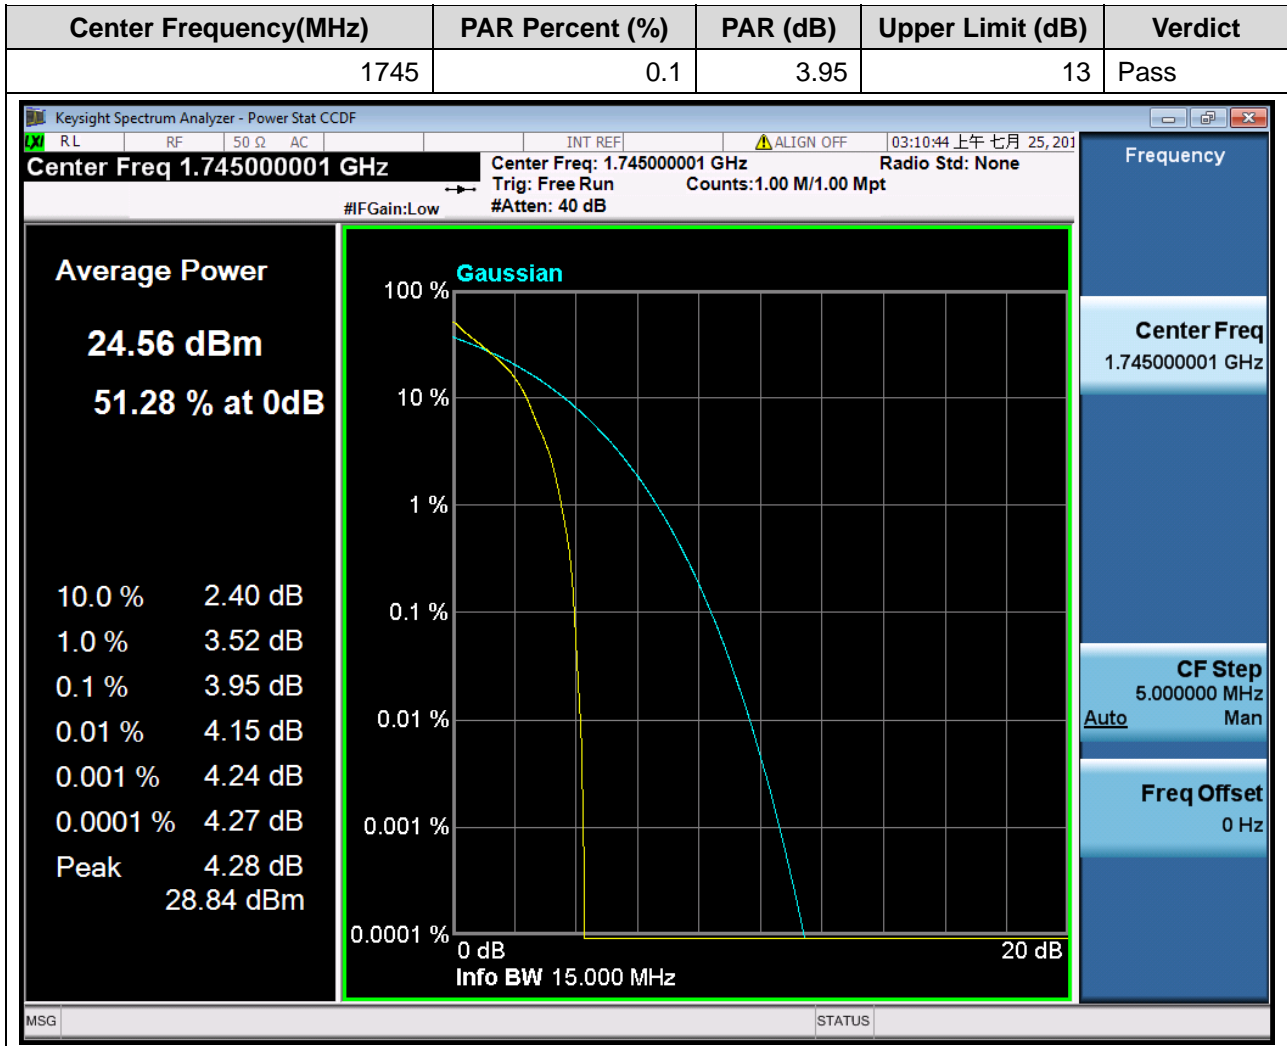 Center Frequency(MHz) PAR Percent (%) PAR (dB) Upper Limit (dB) Verdict
1745 0.1 3.95 13 Pass
Keysight Spectrum Analyzer - Power Stat CCDF
LXI RL RF 50 Ω AC INT REF ALIGN OFF 03:10:44 上午 七月 25, 201
Center Freq 1.745000001 GHz
Center Freq: 1.745000001 GHz Radio Std: None
Trig: Free Run Counts:1.00 M/1.00 Mpt
#IFGain:Low #Atten: 40 dB
Average Power
24.56 dBm
51.28 % at 0dB
10.0 % 2.40 dB
1.0 % 3.52 dB
0.1 % 3.95 dB
0.01 % 4.15 dB
0.001 % 4.24 dB
0.0001 % 4.27 dB
Peak 4.28 dB
28.84 dBm
Gaussian
100 %
10 %
1 %
0.1 %
0.01 %
0.001 %
0.0001 %
0 dB 20 dB
Info BW 15.000 MHz
Frequency
Center Freq
1.745000001 GHz
CF Step
5.000000 MHz
Auto Man
Freq Offset
0 Hz
MSG STATUS